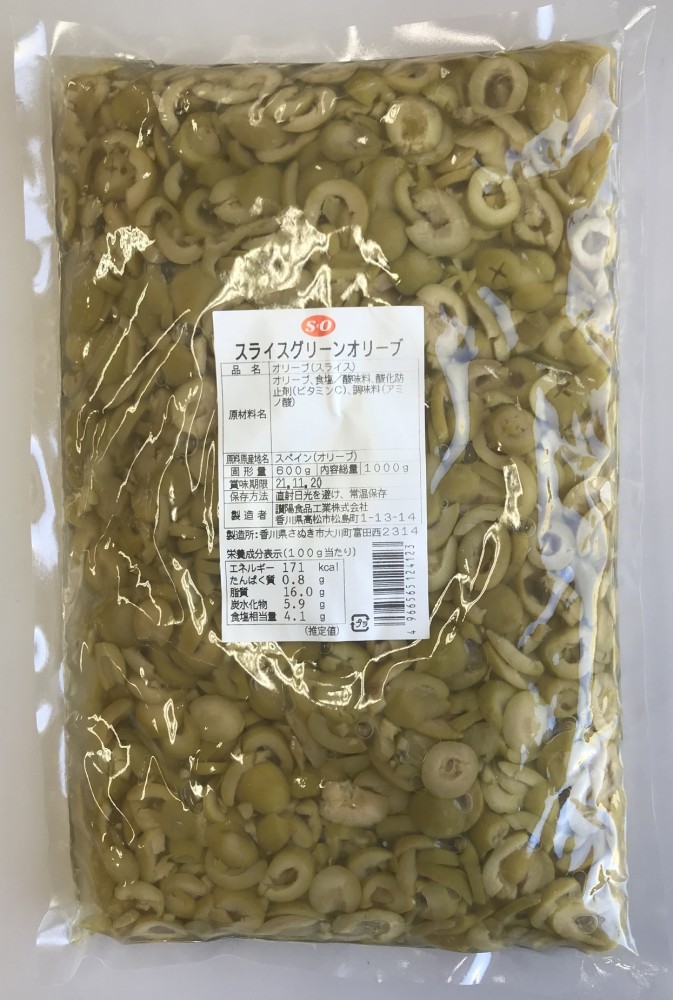 S・O
スライスグリーンオリーブ
品名 オリーブ(スライス)
原材料名 オリーブ、食塩／酸味料、酸化防
止剤(ビタミンC)、調味料(アミ
ノ酸)
原料原産地名 スペイン(オリーブ)
固形量 600g 内容総量 1000g
賞味期限 21.11.20
保存方法 直射日光を避け、常温保存
製造者 讃陽食品工業株式会社
香川県高松市松島町1-13-14
製造所:香川県さぬき市大川町富田西2314
栄養成分表示(100g当たり)
エネルギー 171 kcal
たんぱく質 0.8 g
脂質 16.0 g
炭水化物 5.9 g
食塩相当量 4.1 g
(推定値)
プラ
4 966565 124123